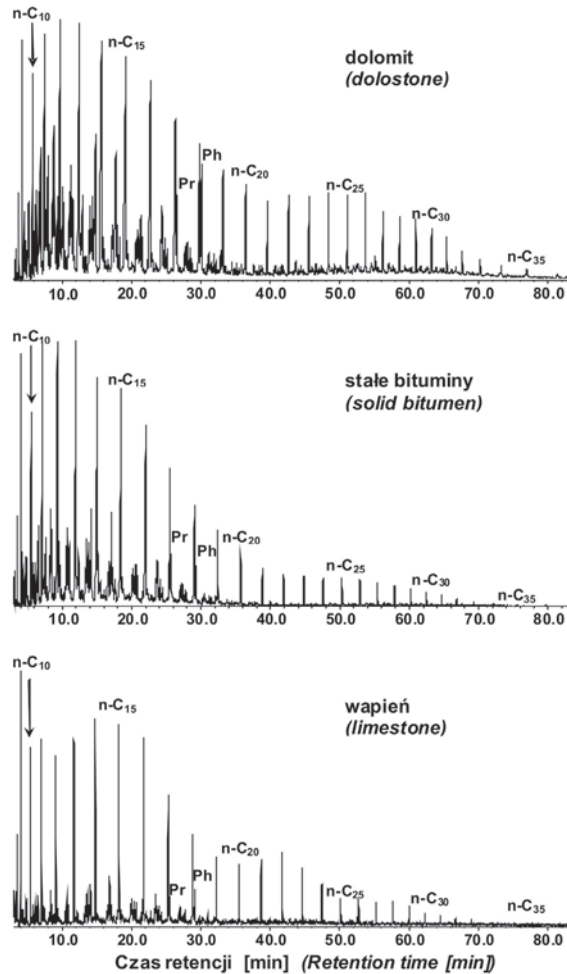 n-C₁₀
n-C₁₅
dolomit
(dolostone)
Pr
Ph
n-C₂₀
n-C₂₅
n-C₃₀
n-C₃₅
10.0 20.0 30.0 40.0 50.0 60.0 70.0 80.0
n-C₁₀
n-C₁₅
stałe bituminy
(solid bitumen)
Pr
Ph
n-C₂₀
n-C₂₅
n-C₃₀
n-C₃₅
10.0 20.0 30.0 40.0 50.0 60.0 70.0 80.0
n-C₁₀
n-C₁₅
wapień
(limestone)
Pr
Ph
n-C₂₀
n-C₂₅
n-C₃₀
n-C₃₅
10.0 20.0 30.0 40.0 50.0 60.0 70.0 80.0
Czas retencji [min] (Retention time [min])